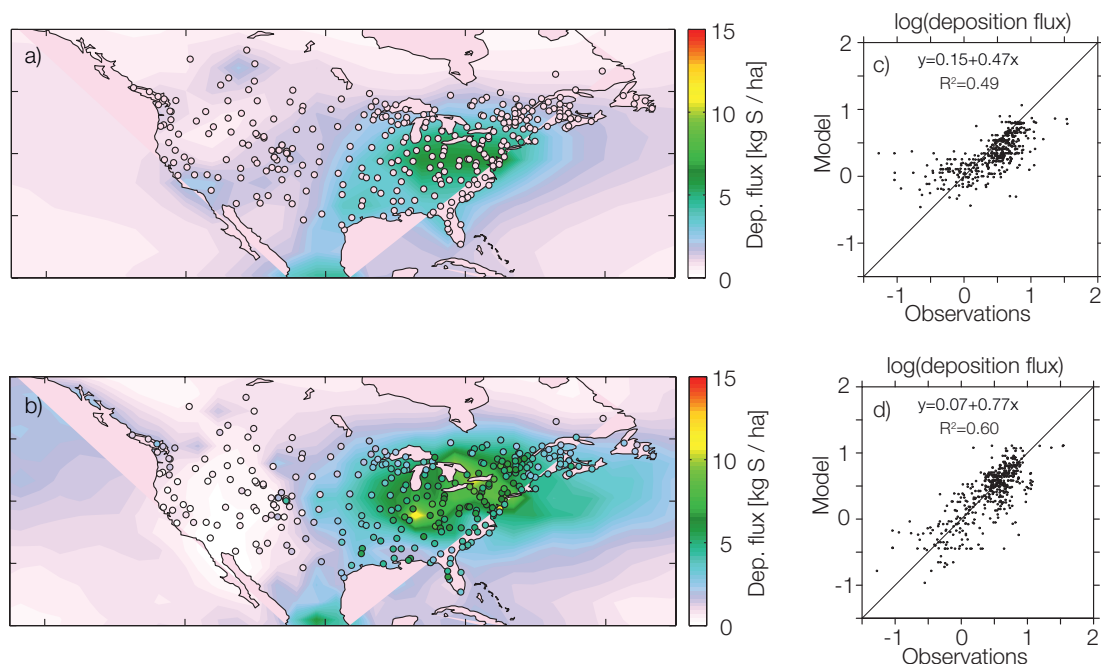 a)
15
10
5
0
Dep. flux [kg S / ha]
log(deposition flux)
c)
y=0.15+0.47x
R²=0.49
2
1
0
-1
Model
-1 0 1 2
Observations
b)
15
10
5
0
Dep. flux [kg S / ha]
log(deposition flux)
d)
y=0.07+0.77x
R²=0.60
2
1
0
-1
Model
-1 0 1 2
Observations